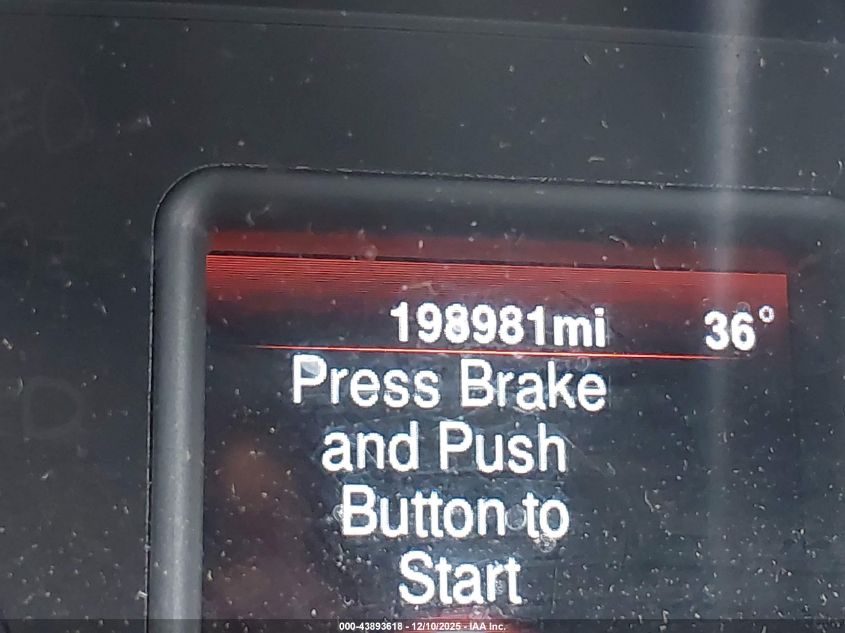 198981mi 36°
Press Brake
and Push
Button to
Start
000-43893618 - 12/10/2025 - IAA Inc.